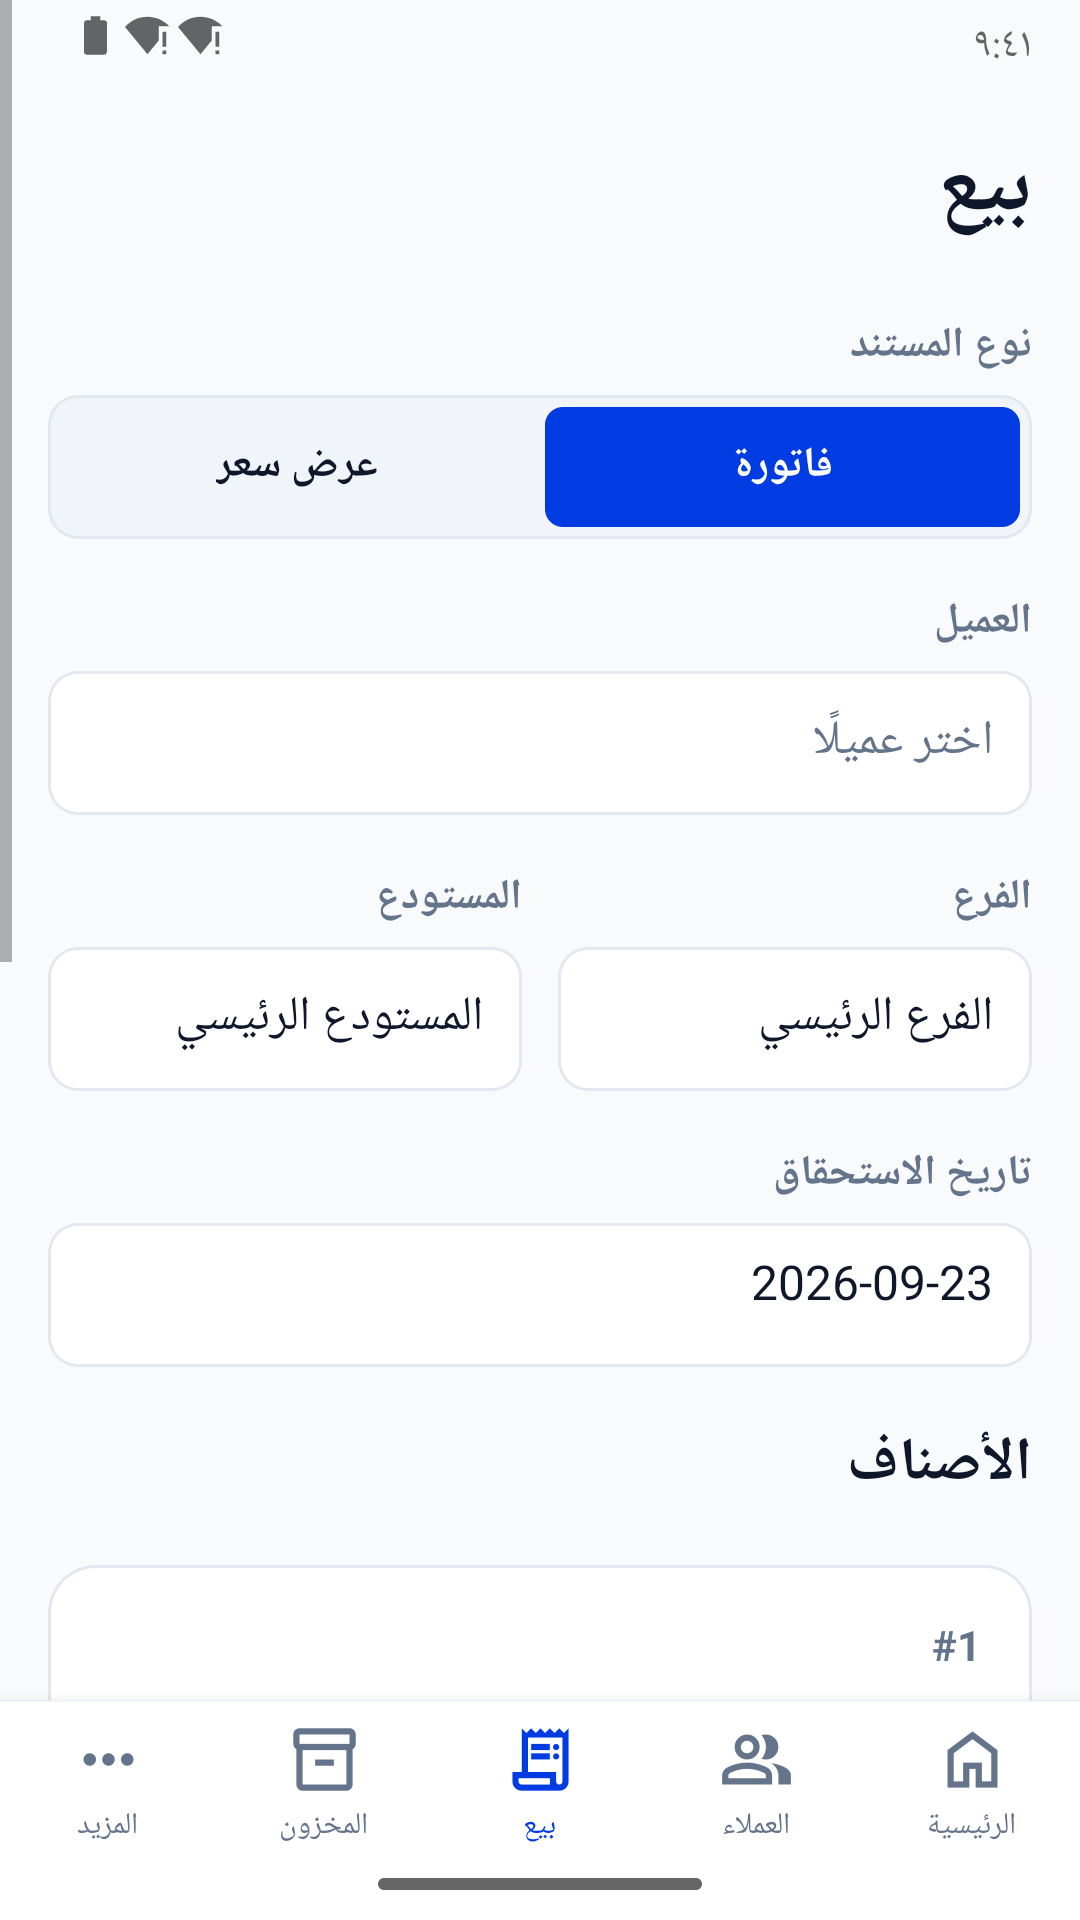 ٩:٤١
بيع
نوع المستند
فاتورة
عرض سعر
العميل
اختر عميلًا
الفرع
المستودع
الفرع الرئيسي
المستودع الرئيسي
تاريخ الاستحقاق
2026-09-23
الأصناف
#1
الرئيسية
العملاء
بيع
المخزون
المزيد